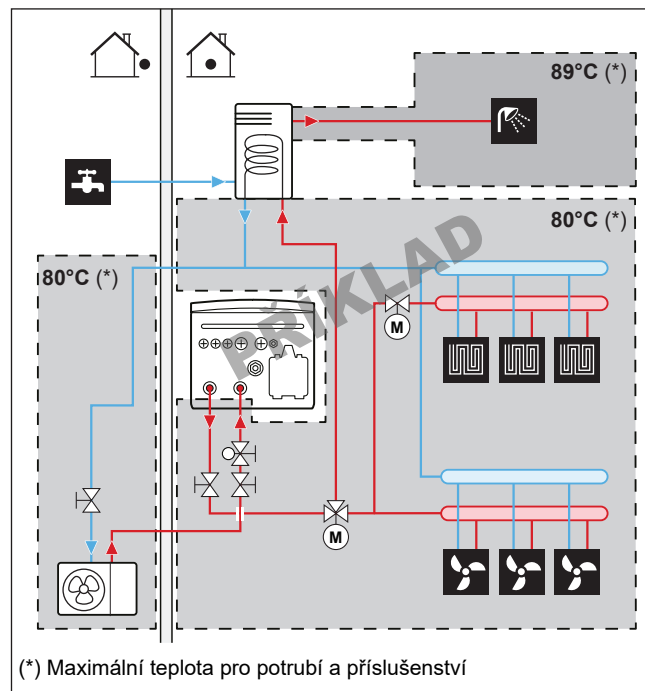 89°C (*)
80°C (*)
80°C (*)
PŘÍKLAD
M
M
(*) Maximální teplota pro potrubí a příslušenství